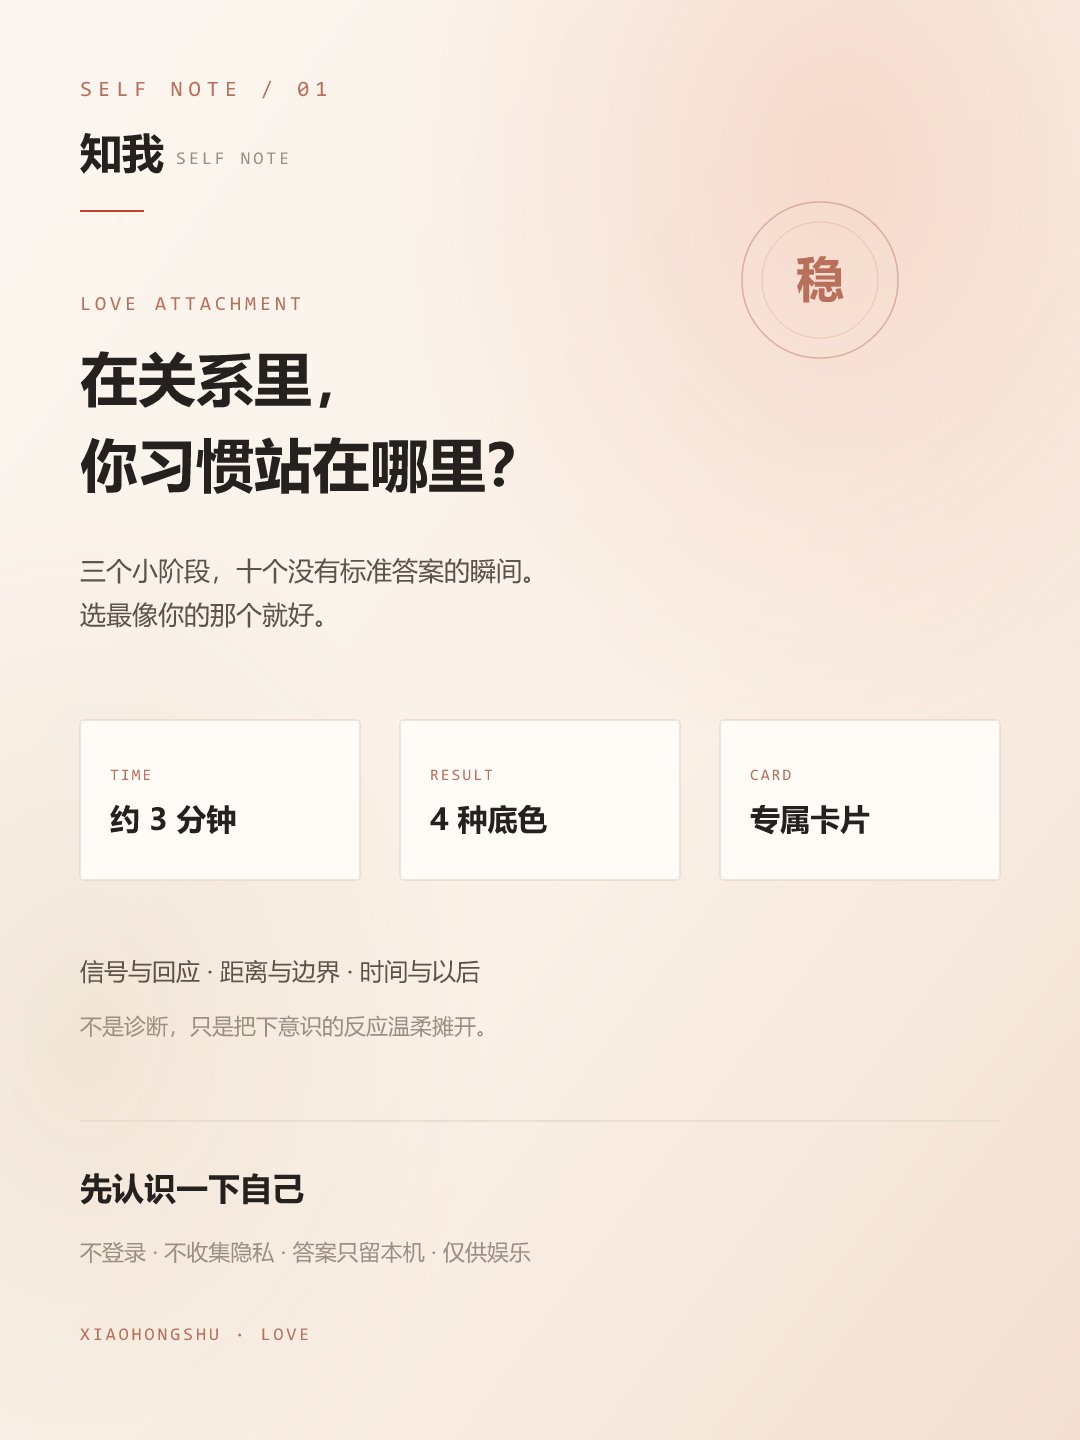 SELF NOTE / 01
知我 SELF NOTE
稳
LOVE ATTACHMENT
在关系里，
你习惯站在哪里？
三个小阶段，十个没有标准答案的瞬间。
选最像你的那个就好。
TIME
约 3 分钟
RESULT
4 种底色
CARD
专属卡片
信号与回应 · 距离与边界 · 时间与以后
不是诊断，只是把下意识的反应温柔摊开。
先认识一下自己
不登录 · 不收集隐私 · 答案只留本机 · 仅供娱乐
XIAOHONGSHU · LOVE